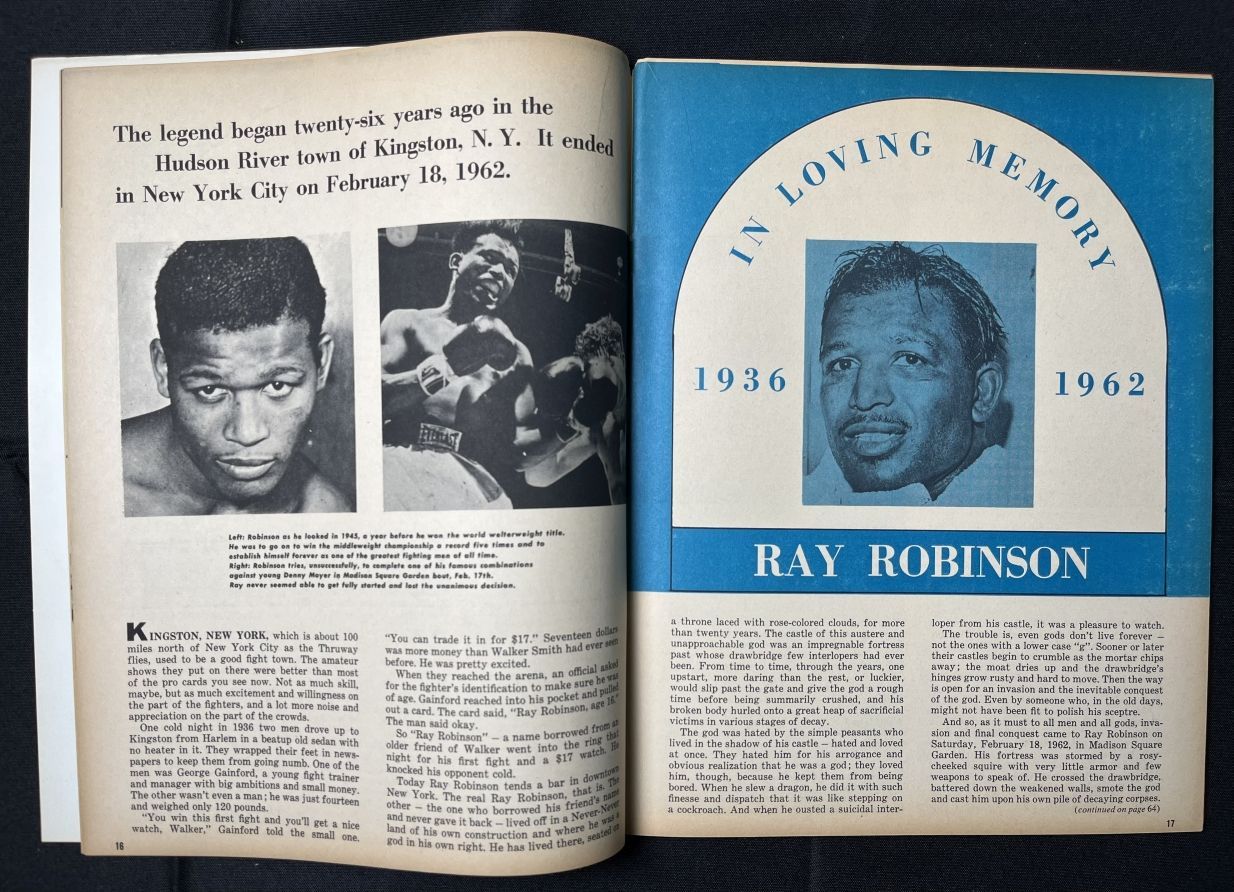 The legend began twenty-six years ago in the
Hudson River town of Kingston, N. Y. It ended
in New York City on February 18, 1962.
EVERLAST
Left: Robinson as he looked in 1945, a year before he won the world welterweight title.
He was to go on to win the middleweight championship a record five times and to
establish himself forever as one of the greatest fighting men of all time.
Right: Robinson tries, unsuccessfully, to complete one of his famous combinations
against young Denny Moyer in Madison Square Garden bout, Feb. 17th.
Ray never seemed able to get fully started and lost the unanimous decision.
KINGSTON, NEW YORK, which is about 100
miles north of New York City as the Thruway
flies, used to be a good fight town. The amateur
shows they put on there were better than most
of the pro cards you see now. Not as much skill,
maybe, but as much excitement and willingness on
the part of the fighters, and a lot more noise and
appreciation on the part of the crowds.
One cold night in 1936 two men drove up to
Kingston from Harlem in a beatup old sedan with
no heater in it. They wrapped their feet in news-
papers to keep them from going numb. One of the
men was George Gainford, a young fight trainer
and manager with big ambitions and small money.
The other wasn't even a man; he was just fourteen
and weighed only 120 pounds.
"You win this first fight and you'll get a nice
watch, Walker," Gainford told the small one.
16
"You can trade it in for $17." Seventeen dollars
was more money than Walker Smith had ever seen
before. He was pretty excited.
When they reached the arena, an official asked
for the fighter's identification to make sure he was
of age. Gainford reached into his pocket and pulled
out a card. The card said, "Ray Robinson, age 16."
The man said okay.
So "Ray Robinson" – a name borrowed from an
older friend of Walker went into the ring that
night for his first fight and a $17 watch. He
knocked his opponent cold.
Today Ray Robinson tends a bar in downtown
New York. The real Ray Robinson, that is. The
other – the one who borrowed his friend's name
and never gave it back – lived off in a Never-Never
land of his own construction and where he was a
god in his own right. He has lived there, seated on
IN LOVING MEMORY
1936
1962
RAY ROBINSON
a throne laced with rose-colored clouds, for more
than twenty years. The castle of this austere and
unapproachable god was an impregnable fortress
past whose drawbridge few interlopers had ever
been. From time to time, through the years, one
upstart, more daring than the rest, or luckier,
would slip past the gate and give the god a rough
time before being summarily crushed, and his
broken body hurled onto a great heap of sacrificial
victims in various stages of decay.
The god was hated by the simple peasants who
lived in the shadow of his castle – hated and loved
at once. They hated him for his arrogance and
obvious realization that he was a god; they loved
him, though, because he kept them from being
bored. When he slew a dragon, he did it with such
finesse and dispatch that it was like stepping on
a cockroach. And when he ousted a suicidal inter-
loper from his castle, it was a pleasure to watch.
The trouble is, even gods don't live forever –
not the ones with a lower case "g". Sooner or later
their castles begin to crumble as the mortar chips
away; the moat dries up and the drawbridge's
hinges grow rusty and hard to move. Then the way
is open for an invasion and the inevitable conquest
of the god. Even by someone who, in the old days,
might not have been fit to polish his sceptre.
And so, as it must to all men and all gods, inva-
sion and final conquest came to Ray Robinson on
Saturday, February 18, 1962, in Madison Square
Garden. His fortress was stormed by a rosy-
cheeked squire with very little armor and few
weapons to speak of. He crossed the drawbridge,
battered down the weakened walls, smote the god
and cast him upon his own pile of decaying corpses.
(continued on page 64)
17